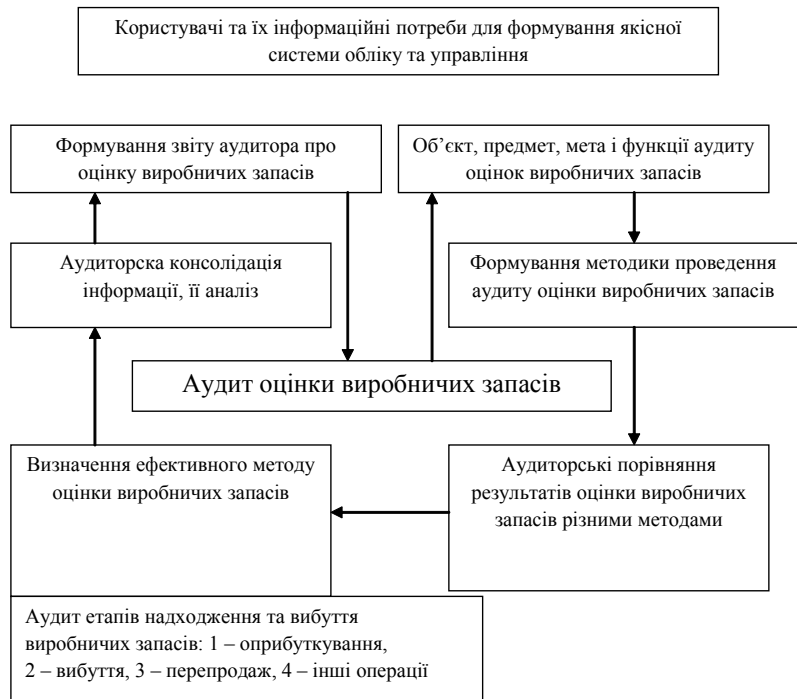 Користувачі та їх інформаційні потреби для формування якісної
системи обліку та управління
Формування звіту аудитора про
оцінку виробничих запасів
Об’єкт, предмет, мета і функції аудиту
оцінок виробничих запасів
Аудиторска консолідація
інформації, її аналіз
Формування методики проведення
аудиту оцінки виробничих запасів
Аудит оцінки виробничих запасів
Визначення ефективного методу
оцінки виробничих запасів
Аудиторські порівняння
результатів оцінки виробничих
запасів різними методами
Аудит етапів надходження та вибуття
виробничих запасів: 1 – оприбуткування,
2 – вибуття, 3 – перепродаж, 4 – інші операції